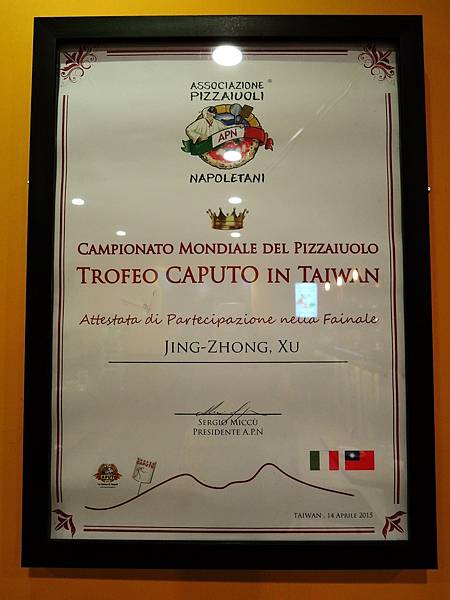 ASSOCIAZIONE
PIZZAIUOLI
APN
NAPOLETANI
CAMPIONATO MONDIALE DEL PIZZAIUOLO
TROFEO CAPUTO IN TAIWAN
Attestata di Partecipazione nella Fainale
JING-ZHONG, XU
SERGIO MICCÙ
PRESIDENTE A.P.N
TAIWAN , 14 APRILE 2015